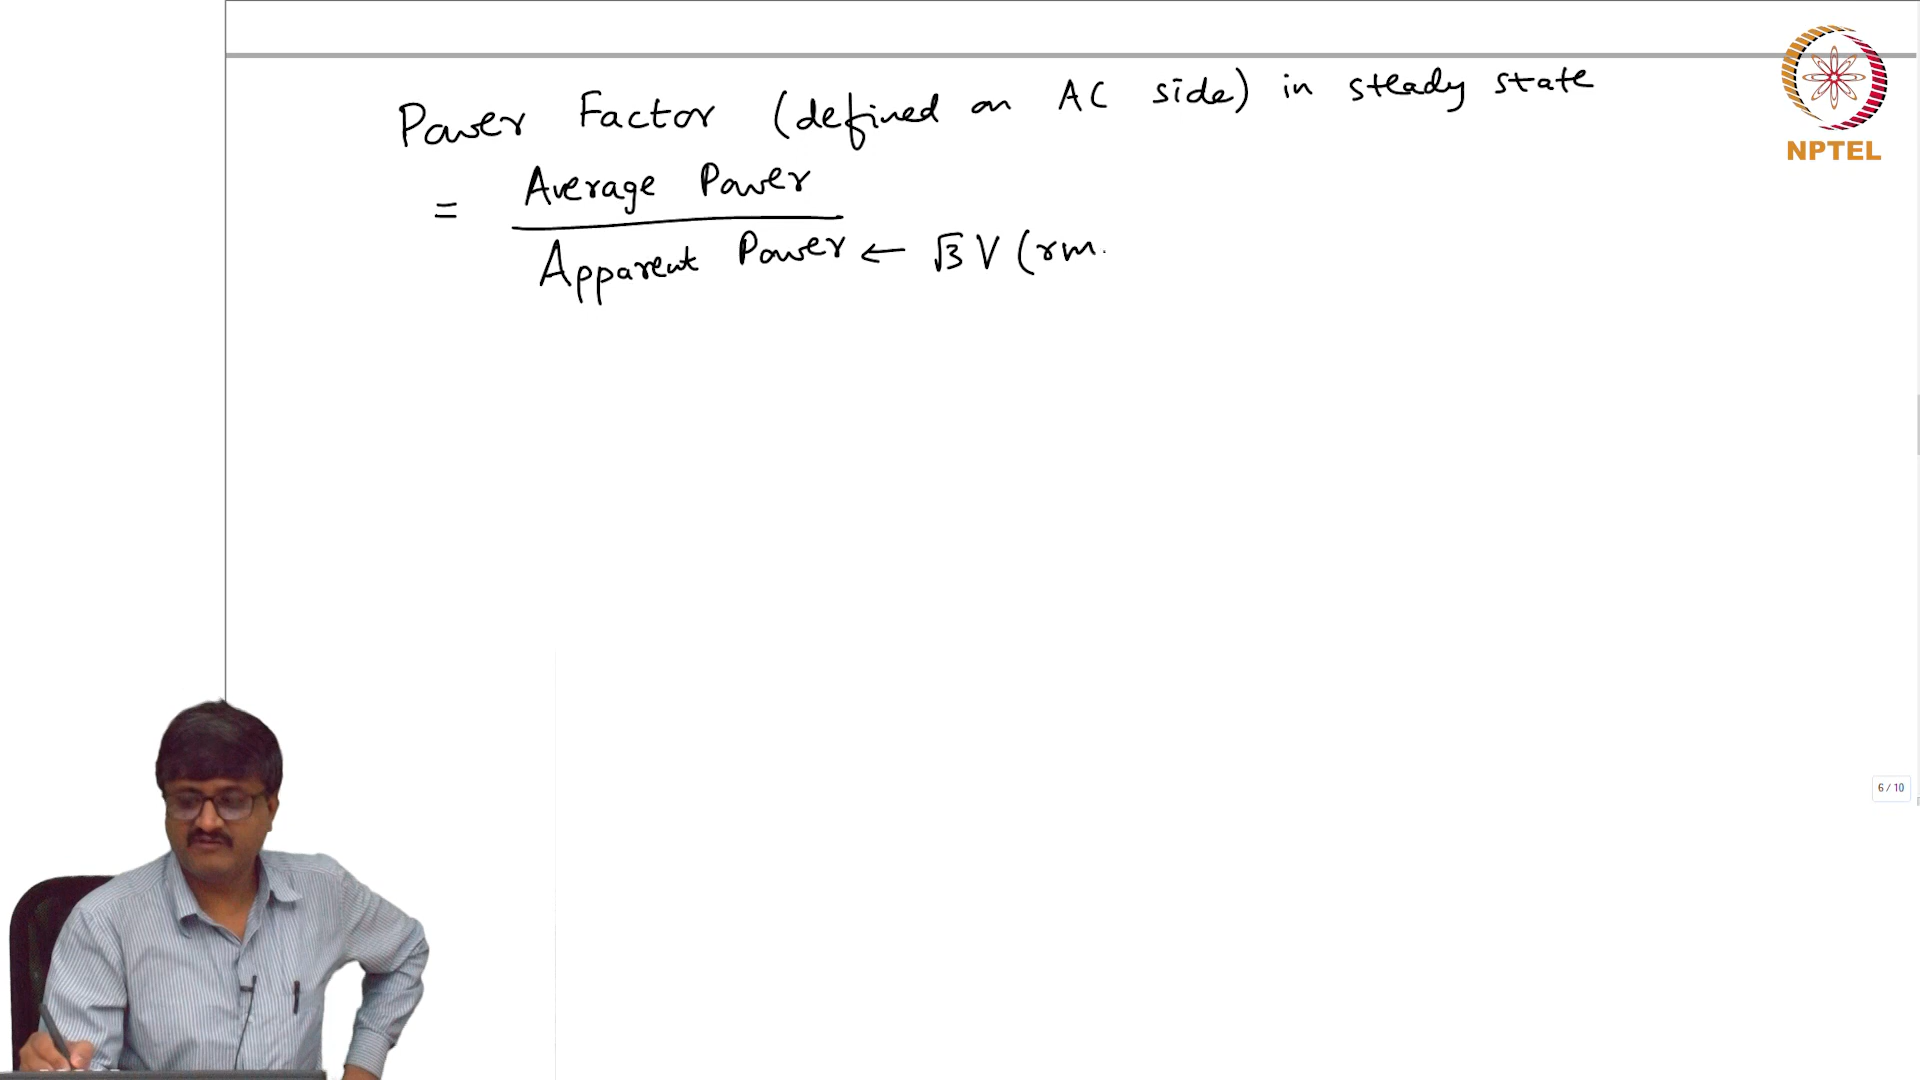 Power Factor (defined on AC side) in steady state
= Average Power
Apparent Power ← √3 V (rm.
NPTEL
6 / 10